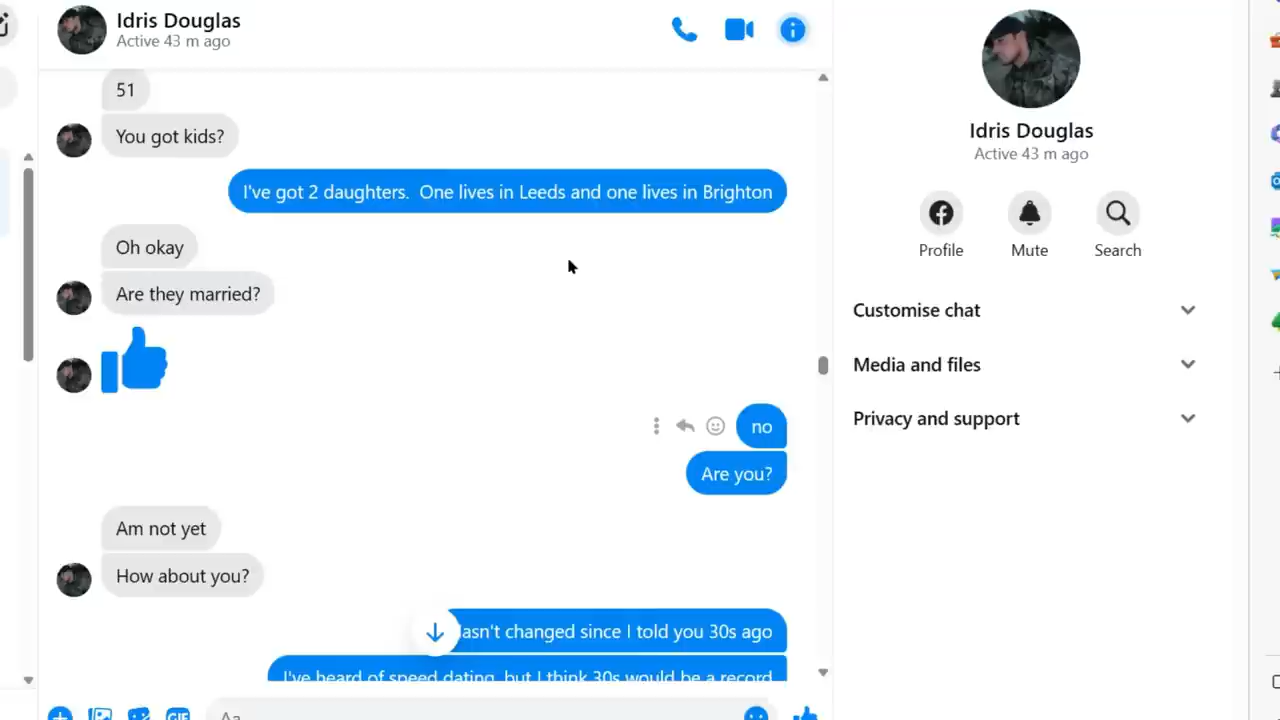 Idris Douglas
Active 43 m ago
51
You got kids?
I've got 2 daughters.  One lives in Leeds and one lives in Brighton
Oh okay
Are they married?
no
Are you?
Am not yet
How about you?
asn't changed since I told you 30s ago
I've heard of speed dating, but I think 30s would be a record
GIF
Aa
Idris Douglas
Active 43 m ago
Profile
Mute
Search
Customise chat
Media and files
Privacy and support